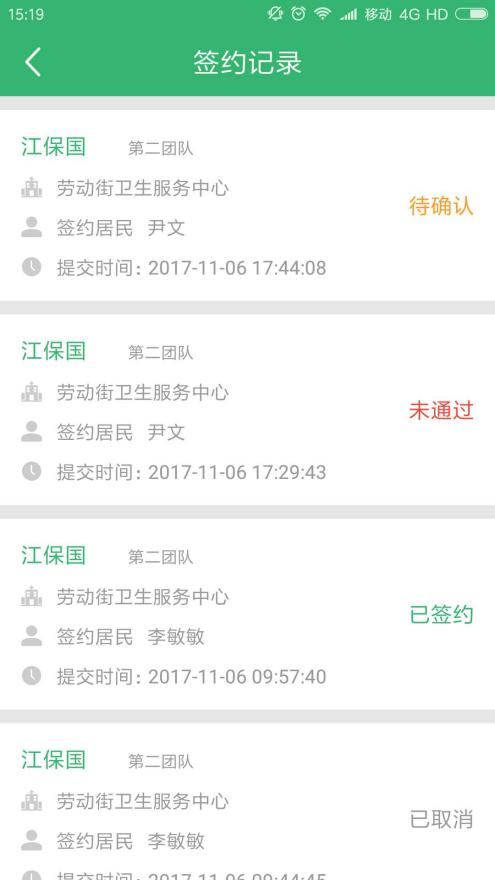 15:19 移动 4G HD
签约记录
江保国 第二团队
劳动街卫生服务中心
待确认
签约居民 尹文
提交时间：2017-11-06 17:44:08
江保国 第二团队
劳动街卫生服务中心
未通过
签约居民 尹文
提交时间：2017-11-06 17:29:43
江保国 第二团队
劳动街卫生服务中心
已签约
签约居民 李敏敏
提交时间：2017-11-06 09:57:40
江保国 第二团队
劳动街卫生服务中心
已取消
签约居民 李敏敏
提交时间：2017-11-06 09:44:45